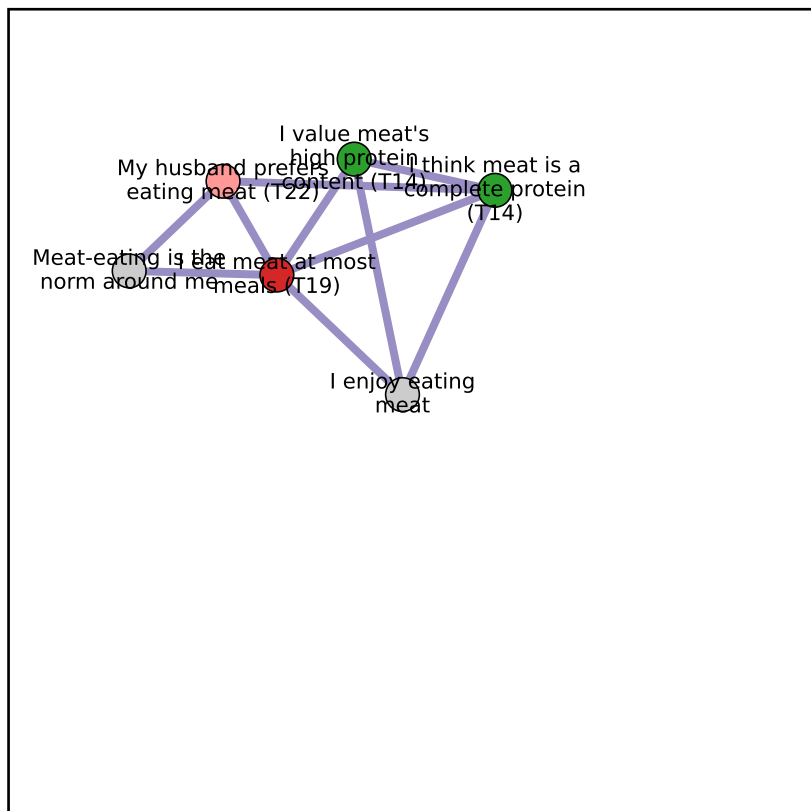 I value meat's
high protein
content (T14)
My husband prefers
eating meat (T22)
I think meat is a
complete protein
(T14)
Meat-eating is the
norm around me
I eat meat at most
meals (T19)
I enjoy eating
meat